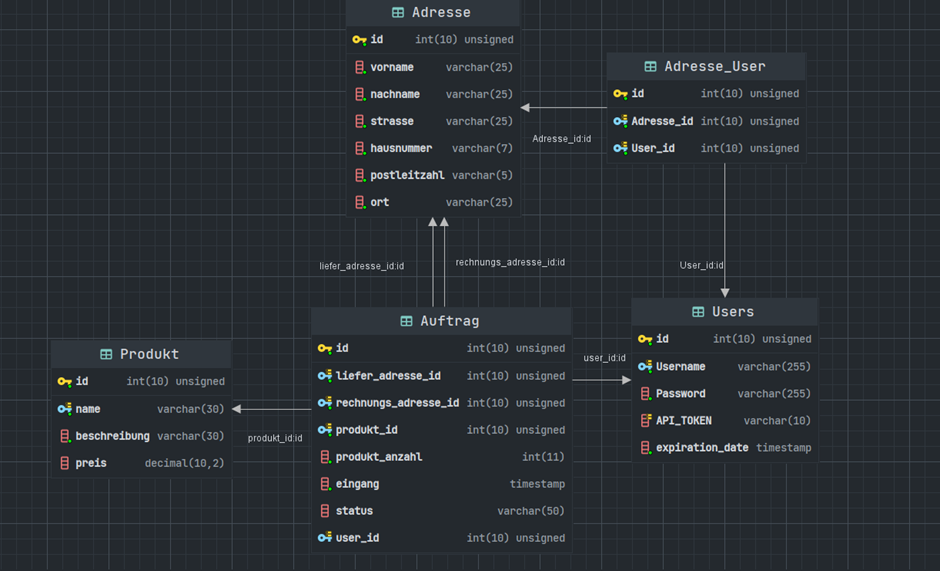 Adresse
id int(10) unsigned
vorname varchar(25)
nachname varchar(25)
strasse varchar(25)
hausnummer varchar(7)
postleitzahl varchar(5)
ort varchar(25)
Adresse_User
id int(10) unsigned
Adresse_id int(10) unsigned
User_id int(10) unsigned
Adresse_id:id
liefer_adresse_id:id
rechnungs_adresse_id:id
User_id:id
Produkt
id int(10) unsigned
name varchar(30)
beschreibung varchar(30)
preis decimal(10,2)
produkt_id:id
Auftrag
id int(10) unsigned
liefer_adresse_id int(10) unsigned
rechnungs_adresse_id int(10) unsigned
produkt_id int(10) unsigned
produkt_anzahl int(11)
eingang timestamp
status varchar(50)
user_id int(10) unsigned
user_id:id
Users
id int(10) unsigned
Username varchar(255)
Password varchar(255)
API_TOKEN varchar(10)
expiration_date timestamp